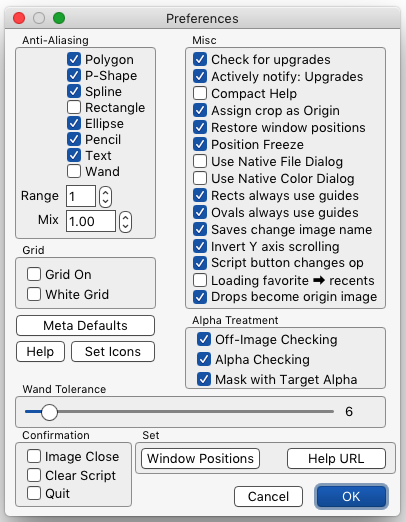 Preferences
Anti-Aliasing
Polygon
P-Shape
Spline
Rectangle
Ellipse
Pencil
Text
Wand
Range 1
Mix 1.00
Misc
Check for upgrades
Actively notify: Upgrades
Compact Help
Assign crop as Origin
Restore window positions
Position Freeze
Use Native File Dialog
Use Native Color Dialog
Rects always use guides
Ovals always use guides
Saves change image name
Invert Y axis scrolling
Script button changes op
Loading favorite ➡ recents
Drops become origin image
Grid
Grid On
White Grid
Meta Defaults
Help Set Icons
Alpha Treatment
Off-Image Checking
Alpha Checking
Mask with Target Alpha
Wand Tolerance
6
Confirmation
Image Close
Clear Script
Quit
Set
Window Positions Help URL
Cancel OK